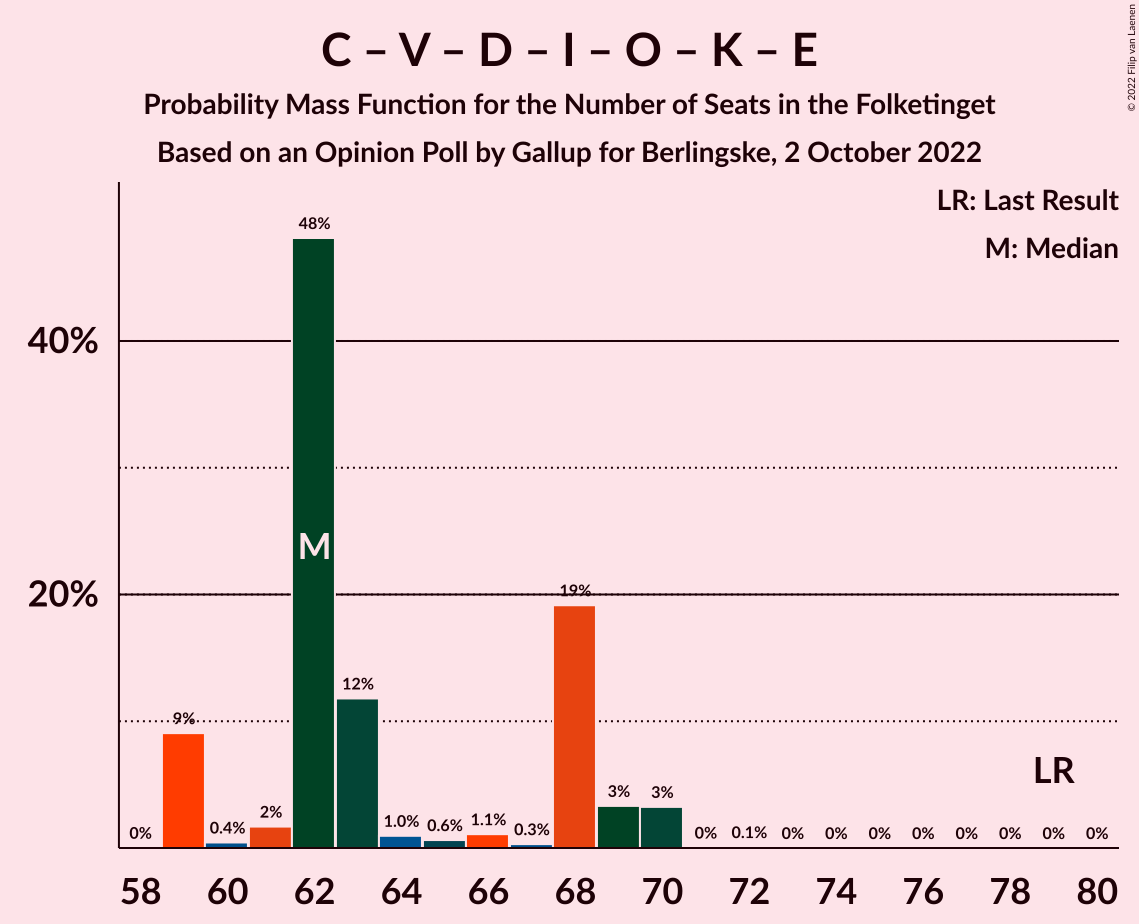 C – V – D – I – O – K – E
Probability Mass Function for the Number of Seats in the Folketinget
Based on an Opinion Poll by Gallup for Berlingske, 2 October 2022
© 2022 Filip van Laenen
LR: Last Result
M: Median
40%
20%
0%
9%
0.4%
2%
48%
12%
1.0%
0.6%
1.1%
0.3%
19%
3%
3%
0%
0.1%
0%
0%
0%
0%
0%
0%
0%
0%
M
LR
58 60 62 64 66 68 70 72 74 76 78 80